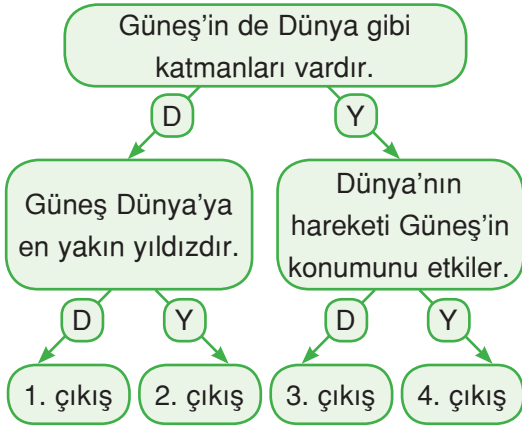 Güneş’in de Dünya gibi
katmanları vardır.
D
Y
Güneş Dünya’ya
en yakın yıldızdır.
Dünya’nın
hareketi Güneş’in
konumunu etkiler.
D
Y
D
Y
1. çıkış
2. çıkış
3. çıkış
4. çıkış